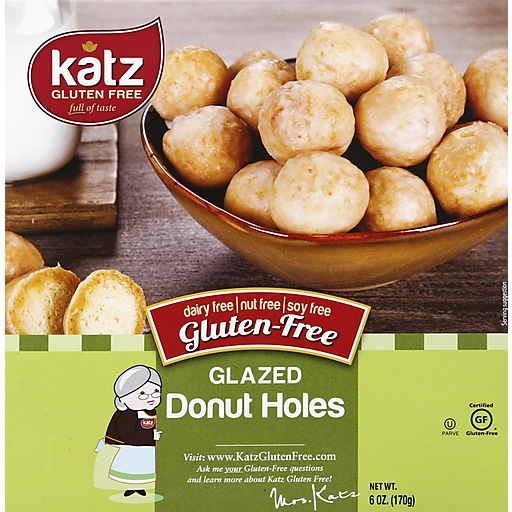 katz
GLUTEN FREE
full of taste
Serving suggestion
dairy free | nut free | soy free
Gluten-Free
GLAZED
Donut Holes
katz
Visit: www.KatzGlutenFree.com
Ask me your Gluten-Free questions
and learn more about Katz Gluten Free!
Mrs. Katz
U
PARVE
Certified
GF
Gluten-Free
NET WT.
6 OZ. (170g)